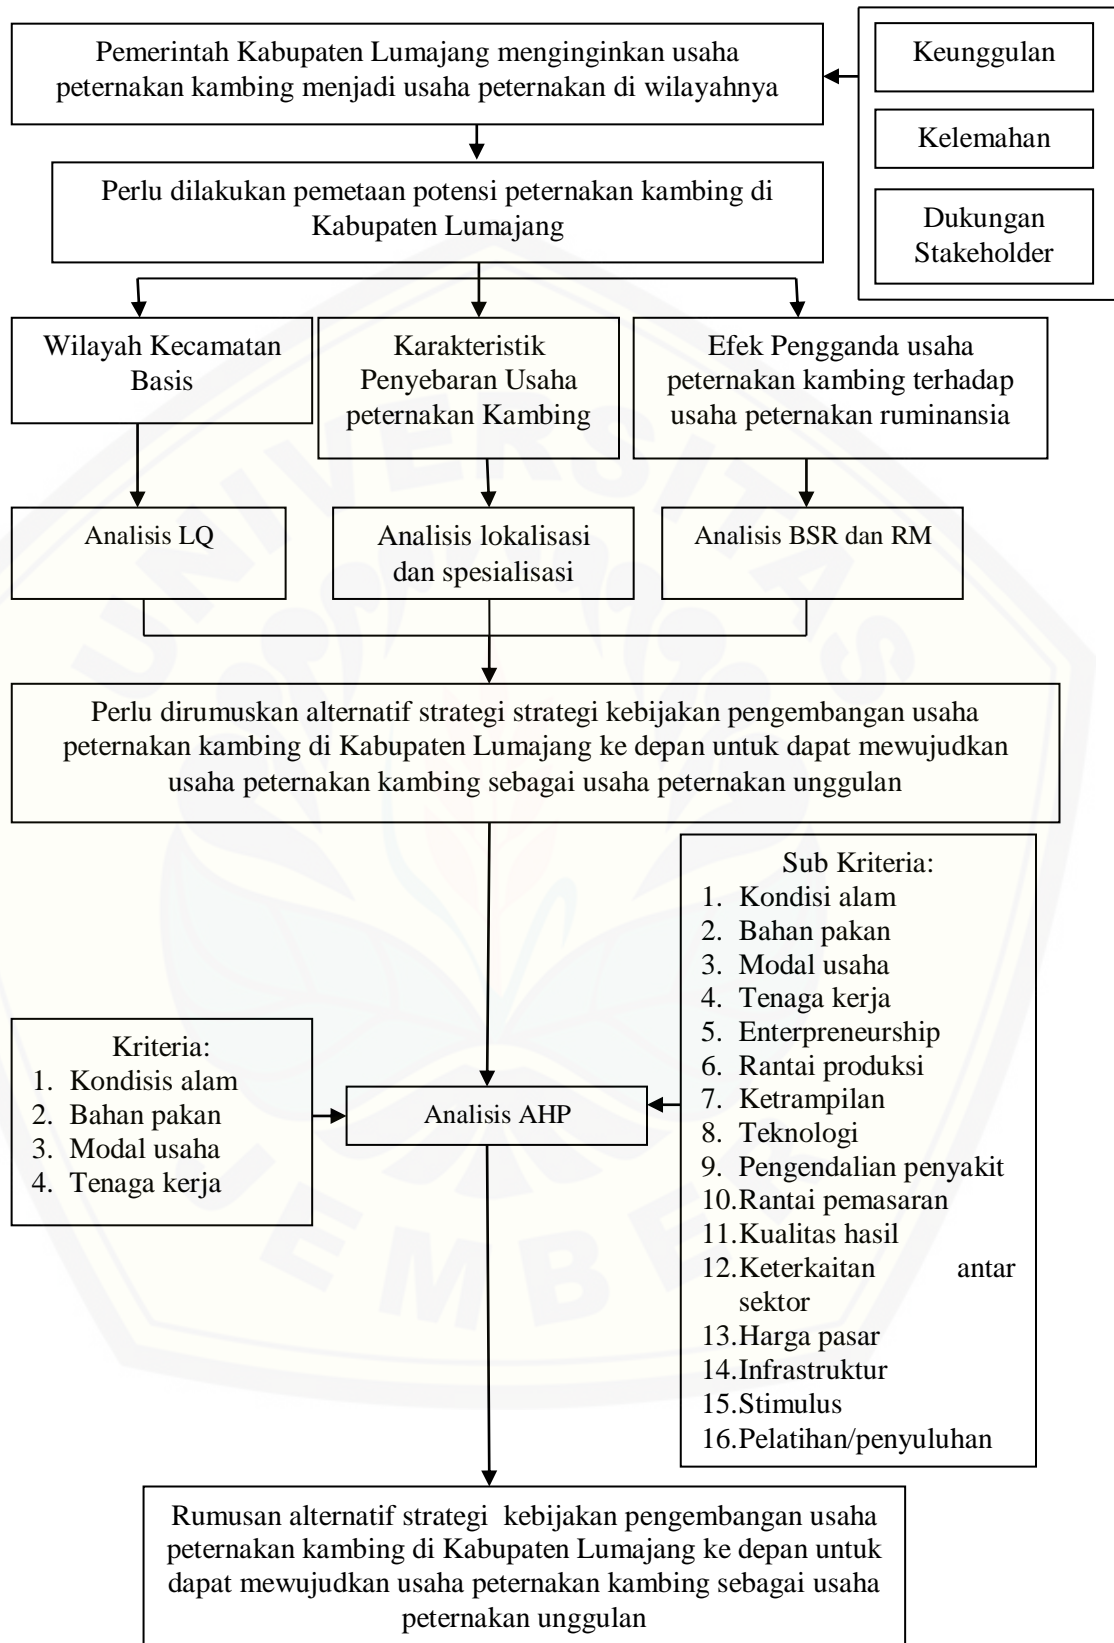 Pemerintah Kabupaten Lumajang menginginkan usaha
peternakan kambing menjadi usaha peternakan di wilayahnya
Keunggulan
Kelemahan
Dukungan
Stakeholder
Perlu dilakukan pemetaan potensi peternakan kambing di
Kabupaten Lumajang
Wilayah Kecamatan
Basis
Karakteristik
Penyebaran Usaha
peternakan Kambing
Efek Pengganda usaha
peternakan kambing terhadap
usaha peternakan ruminansia
Analisis LQ
Analisis lokalisasi
dan spesialisasi
Analisis BSR dan RM
Perlu dirumuskan alternatif strategi strategi kebijakan pengembangan usaha
peternakan kambing di Kabupaten Lumajang ke depan untuk dapat mewujudkan
usaha peternakan kambing sebagai usaha peternakan unggulan
Kriteria:
1. Kondisis alam
2. Bahan pakan
3. Modal usaha
4. Tenaga kerja
Analisis AHP
Sub Kriteria:
1. Kondisi alam
2. Bahan pakan
3. Modal usaha
4. Tenaga kerja
5. Enterpreneurship
6. Rantai produksi
7. Ketrampilan
8. Teknologi
9. Pengendalian penyakit
10. Rantai pemasaran
11. Kualitas hasil
12. Keterkaitan antar
sektor
13. Harga pasar
14. Infrastruktur
15. Stimulus
16. Pelatihan/penyuluhan
Rumusan alternatif strategi kebijakan pengembangan usaha
peternakan kambing di Kabupaten Lumajang ke depan untuk
dapat mewujudkan usaha peternakan kambing sebagai usaha
peternakan unggulan
UNIVERSITAS
JEMBER